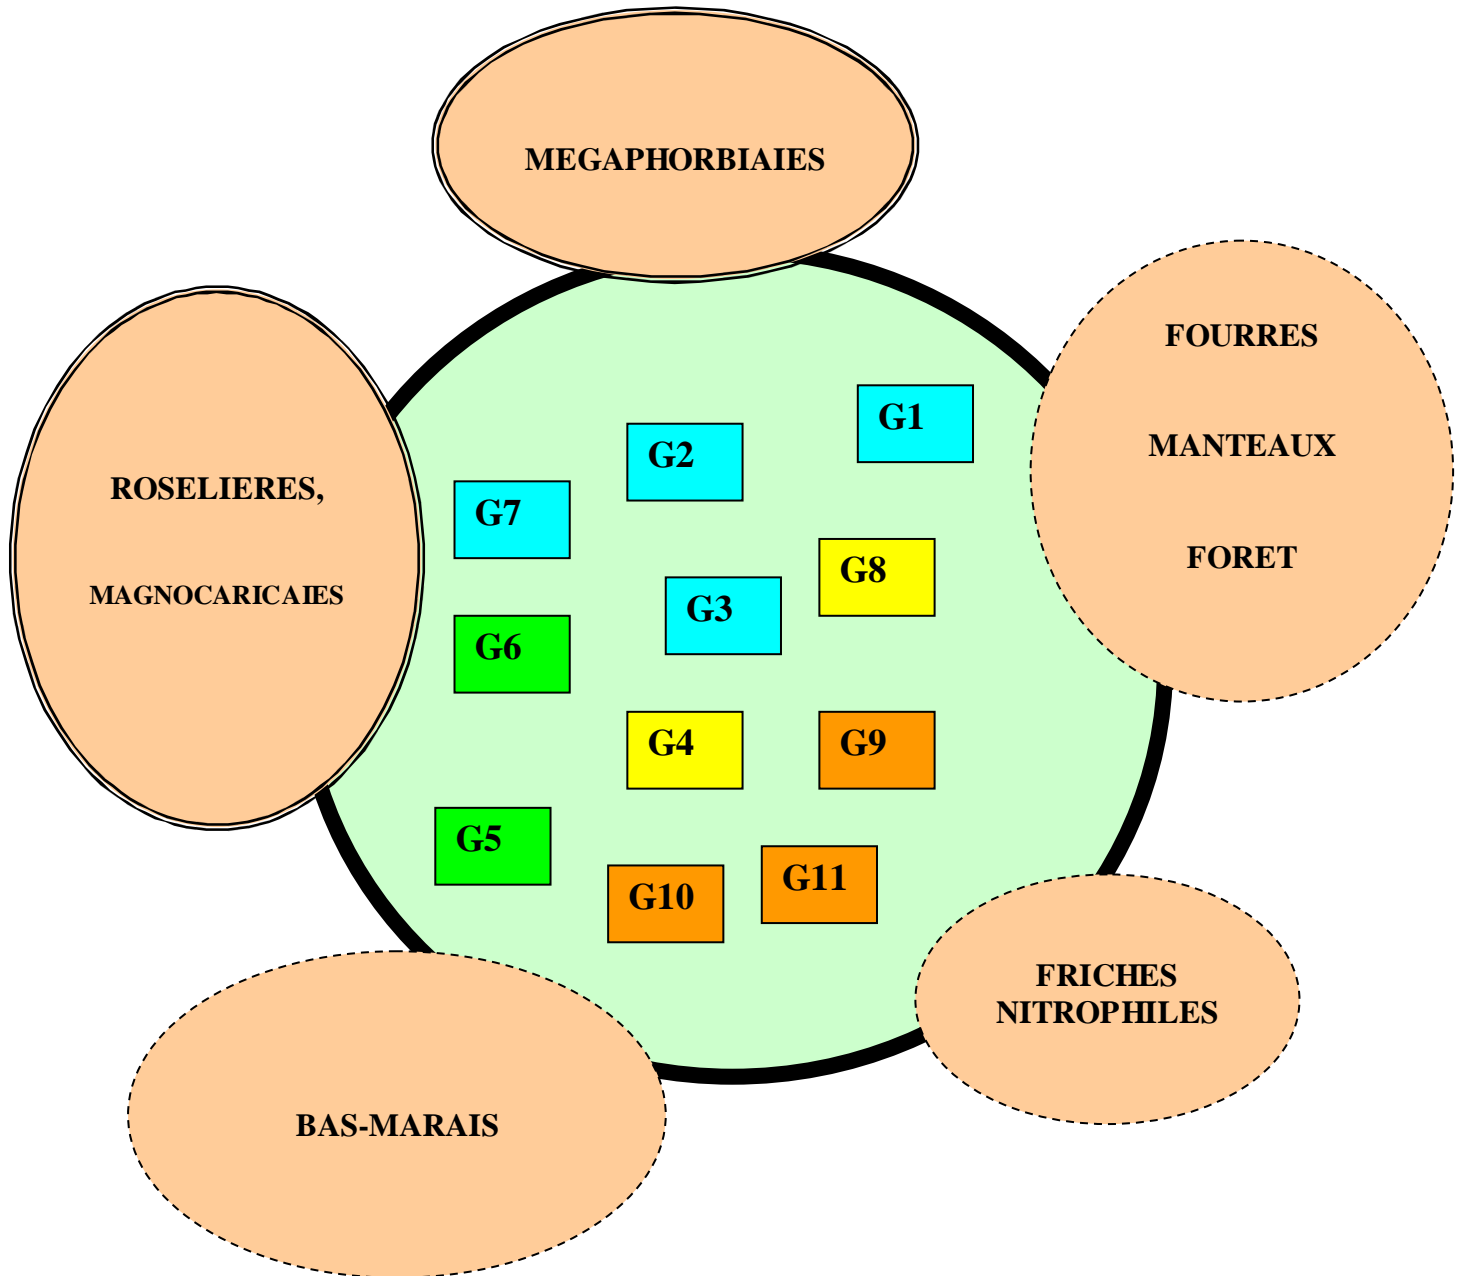 MEGAPHORBIAIES
FOURRES
MANTEAUX
FORET
ROSELIERES,
MAGNOCARICAIES
G1
G2
G7
G8
G3
G6
G4
G9
G5
G11
G10
FRICHES
NITROPHILES
BAS-MARAIS